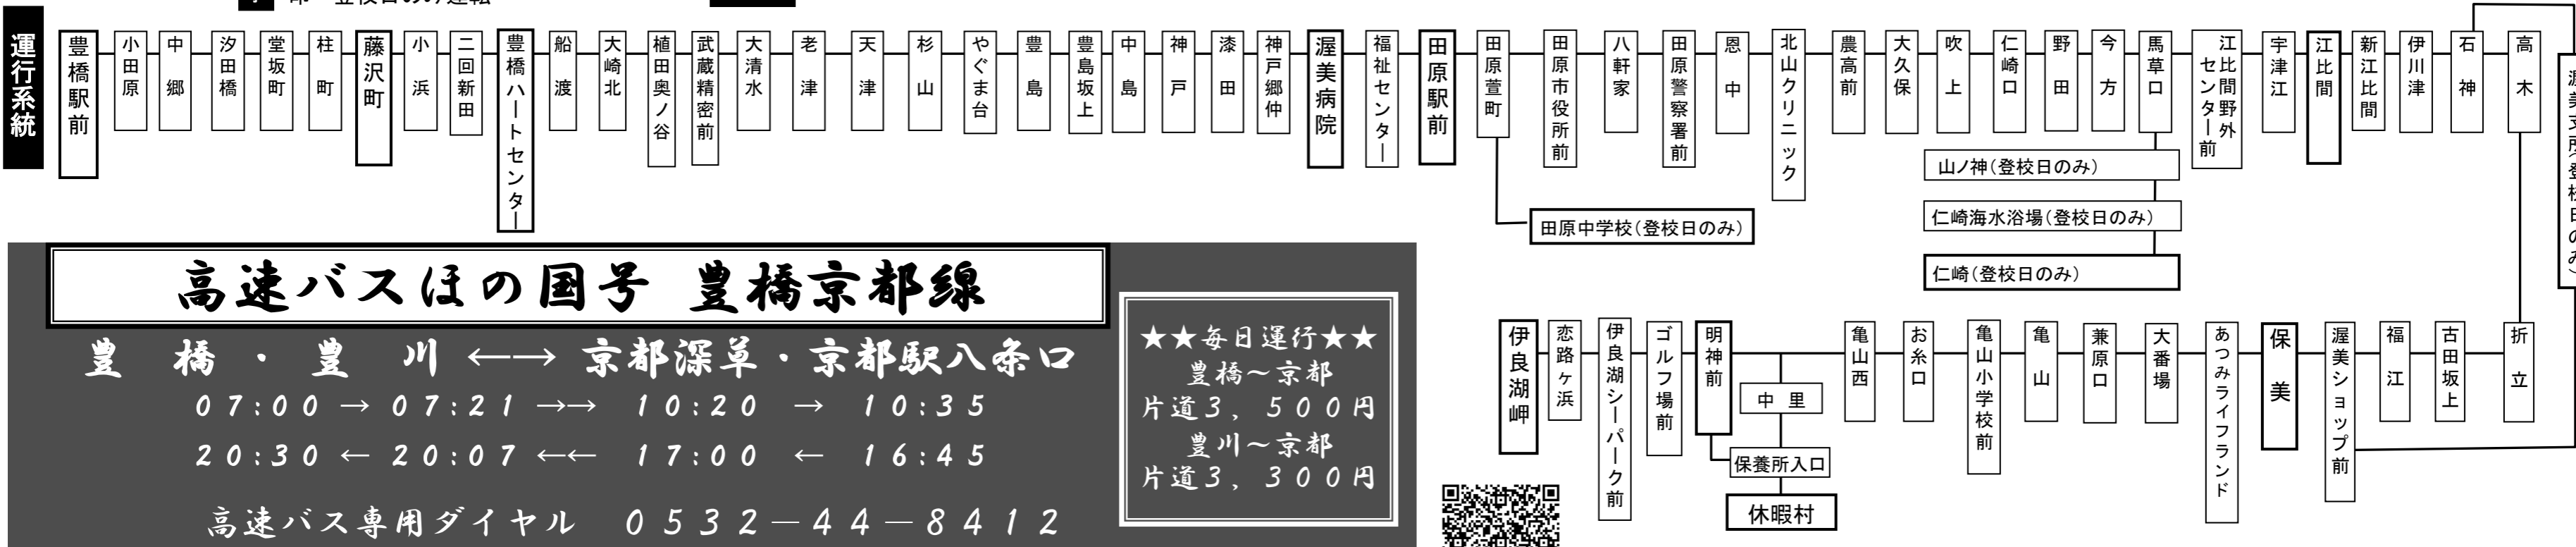 運行系統
豊橋駅前
小田原
中郷
汐田橋
堂坂町
柱町
藤沢町
小浜
二回新田
豊橋ハートセンター
船渡
大崎北
植田奥ノ谷
武蔵精密前
大清水
老津
天津
杉山
やぐま台
豊島
豊島坂上
中島
神戸
漆田
神戸郷仲
渥美病院
福祉センター
田原駅前
田原萱町
田原市役所前
八軒家
田原警察署前
恩中
北山クリニック
農高前
大久保
吹上
仁崎口
野田
今方
馬草口
江比間野外
センター前
宇津江
江比間
新江比間
伊川津
石神
高木
渥美支所(登校日のみ)
山ノ神(登校日のみ)
仁崎海水浴場(登校日のみ)
仁崎(登校日のみ)
田原中学校(登校日のみ)
伊良湖岬
恋路ヶ浜
伊良湖シーパーク前
ゴルフ場前
明神前
中里
保養所入口
休暇村
亀山西
お糸口
亀山小学校前
亀山
兼原口
大番場
あつみライフランド
保美
渥美ショップ前
福江
古田坂上
折立
高速バスほの国号 豊橋京都線
豊橋・豊川 ←→ 京都深草・京都駅八条口
07:00 → 07:21 →→ 10:20 → 10:35
20:30 ← 20:07 ←← 17:00 ← 16:45
高速バス専用ダイヤル 0532－44－8412
★★毎日運行★★
豊橋～京都
片道3，500円
豊川～京都
片道3，300円